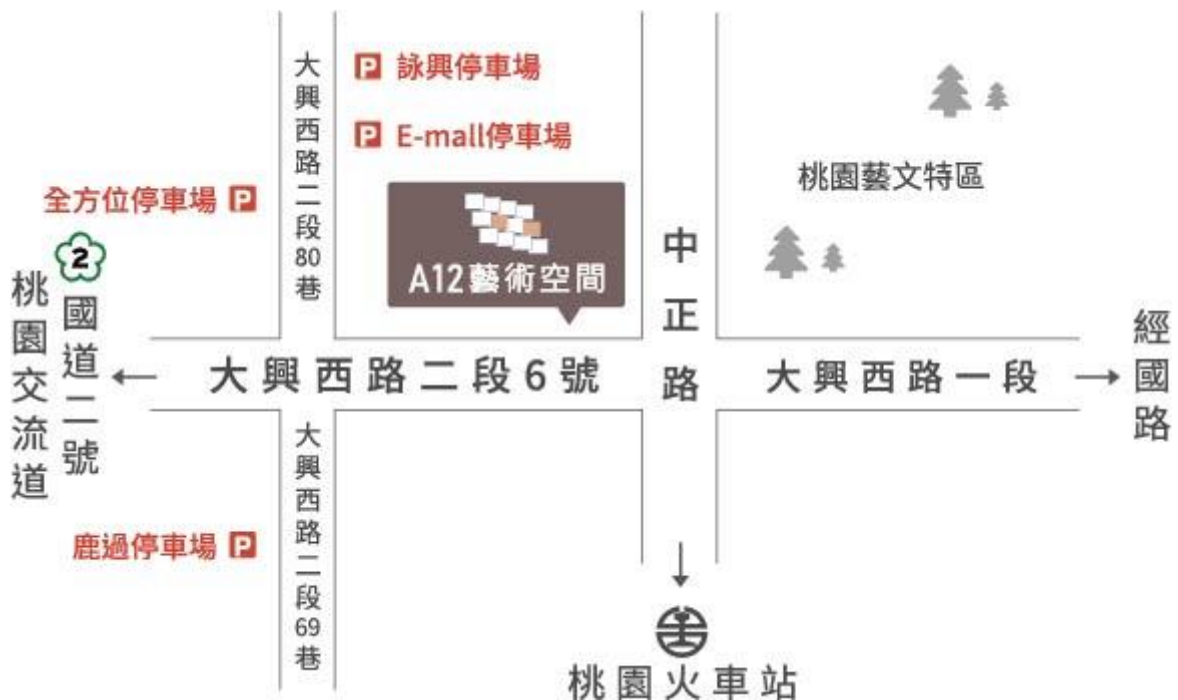 大興西路二段80巷
詠興停車場
E-mall停車場
全方位停車場
A12藝術空間
桃園藝文特區
中正路
2
國道二號
桃園交流道
大興西路二段6號
大興西路一段
經國路
大興西路二段69巷
鹿過停車場
桃園火車站
P
P
P
P